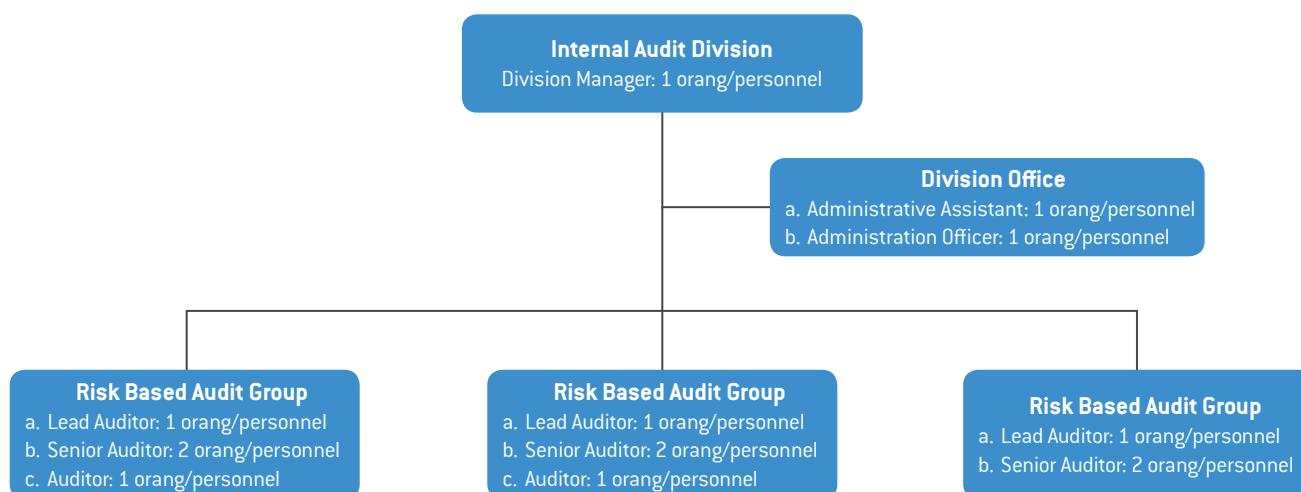 Internal Audit Division
Division Manager: 1 orang/personnel
Division Office
a. Administrative Assistant: 1 orang/personnel
b. Administration Officer: 1 orang/personnel
Risk Based Audit Group
a. Lead Auditor: 1 orang/personnel
b. Senior Auditor: 2 orang/personnel
c. Auditor: 1 orang/personnel
Risk Based Audit Group
a. Lead Auditor: 1 orang/personnel
b. Senior Auditor: 2 orang/personnel
c. Auditor: 1 orang/personnel
Risk Based Audit Group
a. Lead Auditor: 1 orang/personnel
b. Senior Auditor: 2 orang/personnel